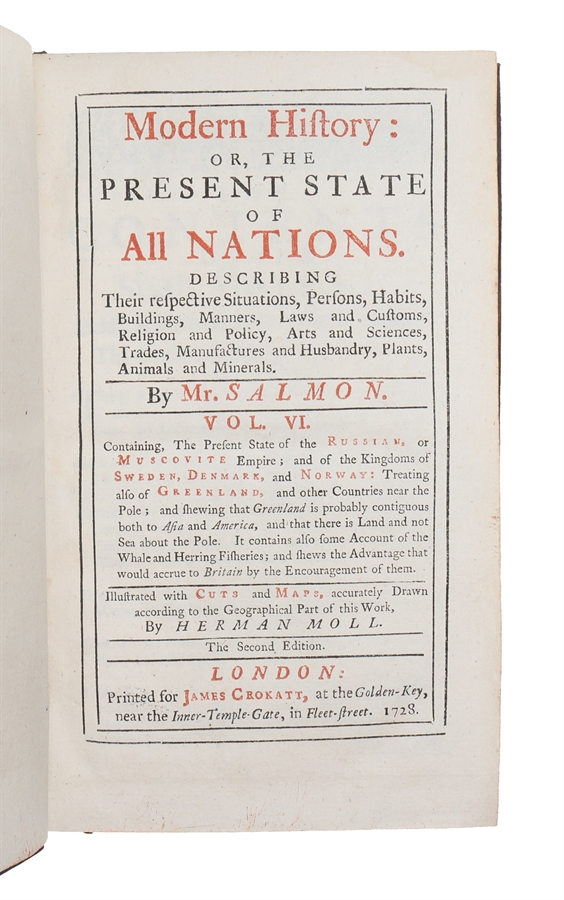 Modern Hiſtory:
OR, THE
PRESENT STATE
OF
All NATIONS.
DESCRIBING
Their reſpective Situations, Perſons, Habits,
Buildings, Manners, Laws and Cuſtoms,
Religion and Policy, Arts and Sciences,
Trades, Manufactures and Husbandry, Plants,
Animals and Minerals.
By Mr. SALMON.
VOL. VI.
Containing, The Preſent State of the RUSSIAN, or
MUSCOVITE Empire; and of the Kingdoms of
SWEDEN, DENMARK, and NORWAY: Treating
alſo of GREENLAND, and other Countries near the
Pole; and ſhewing that Greenland is probably contiguous
both to Aſia and America, and that there is Land and not
Sea about the Pole. It contains alſo ſome Account of the
Whale and Herring Fiſheries; and ſhews the Advantage that
would accrue to Britain by the Encouragement of them.
Illuſtrated with CUTS and MAPS, accurately Drawn
according to the Geographical Part of this Work,
By HERMAN MOLL.
The Second Edition.
LONDON:
Printed for JAMES CROKATT, at the Golden-Key,
near the Inner-Temple-Gate, in Fleet-ſtreet. 1728.